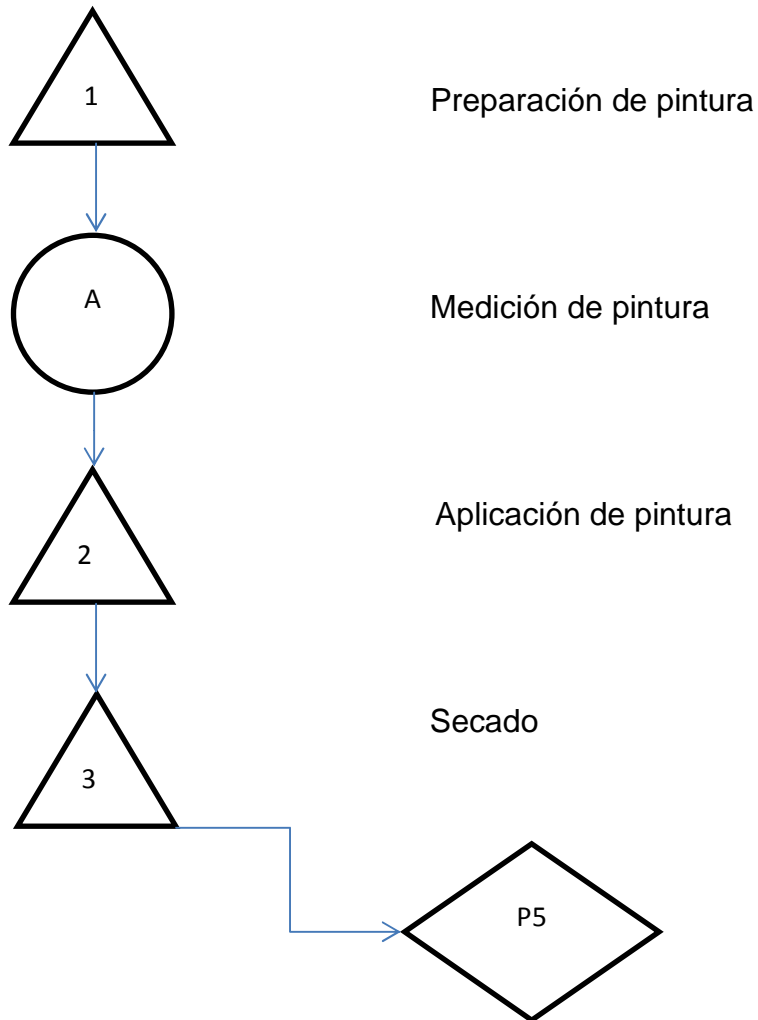 1
Preparación de pintura
A
Medición de pintura
Aplicación de pintura
2
Secado
3
P5